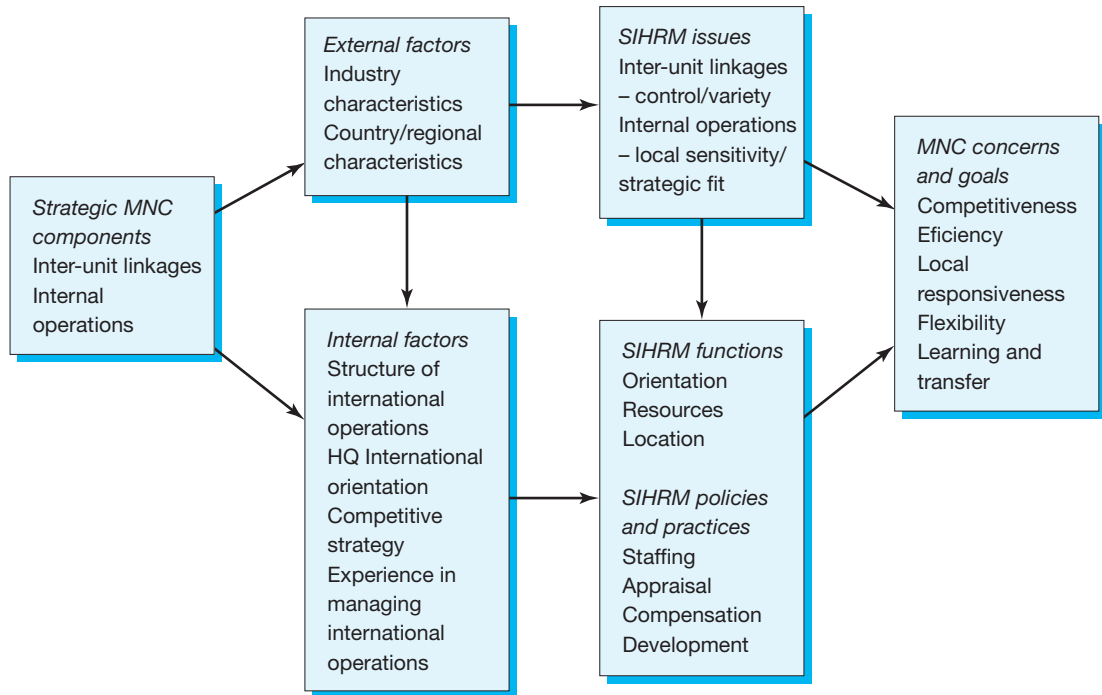 Strategic MNC
components
Inter-unit linkages
Internal
operations
External factors
Industry
characteristics
Country/regional
characteristics
Internal factors
Structure of
international
operations
HQ International
orientation
Competitive
strategy
Experience in
managing
international
operations
SIHRM issues
Inter-unit linkages
– control/variety
Internal operations
– local sensitivity/
strategic fit
SIHRM functions
Orientation
Resources
Location
SIHRM policies
and practices
Staffing
Appraisal
Compensation
Development
MNC concerns
and goals
Competitiveness
Eficiency
Local
responsiveness
Flexibility
Learning and
transfer